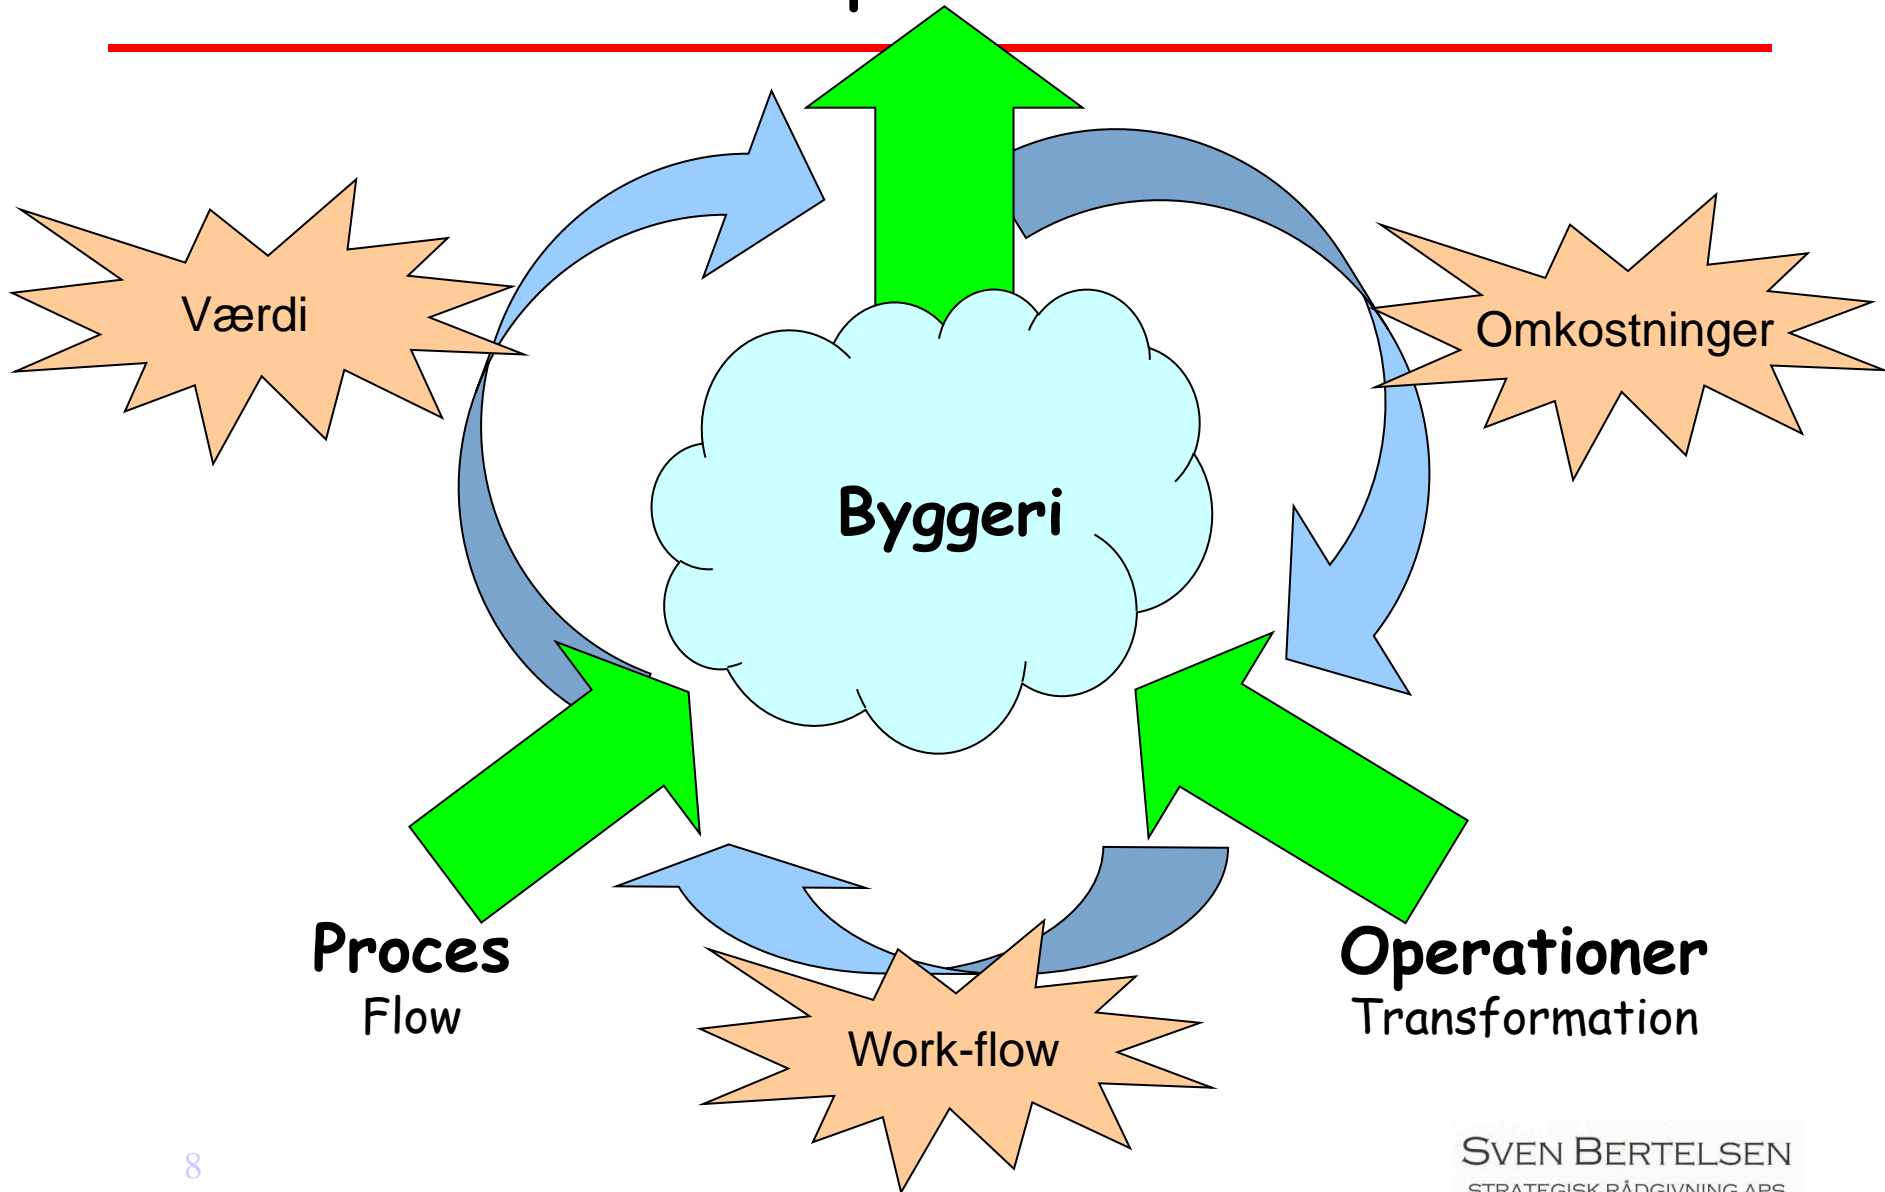 Værdi
Omkostninger
Byggeri
Proces
Flow
Operationer
Transformation
Work-flow
8
SVEN BERTELSEN
STRATEGISK RÅDGIVNING APS